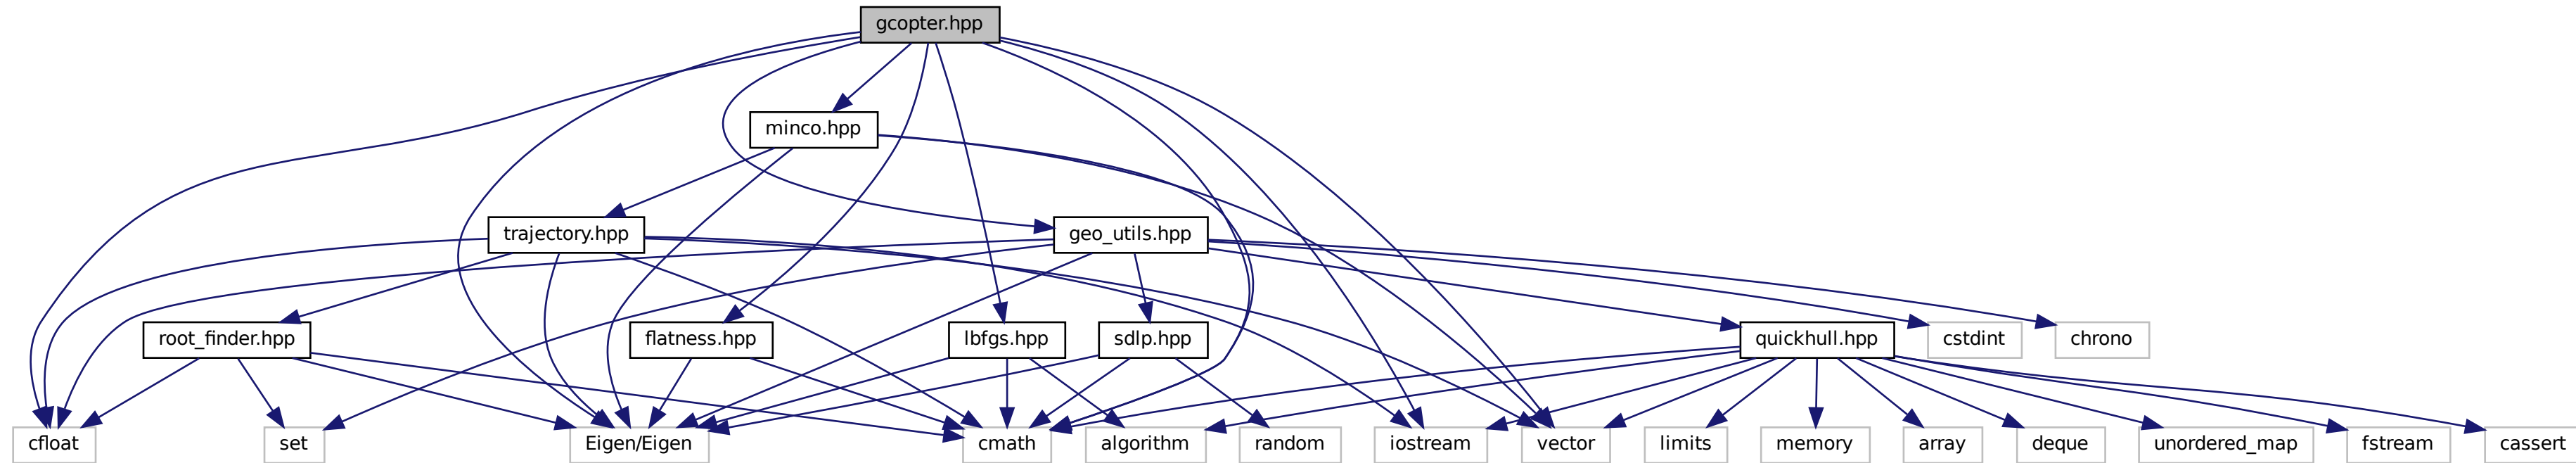 gcopter.hpp
minco.hpp
trajectory.hpp
geo_utils.hpp
root_finder.hpp
flatness.hpp
lbfgs.hpp
sdlp.hpp
quickhull.hpp
cstdint
chrono
cfloat
set
Eigen/Eigen
cmath
algorithm
random
iostream
vector
limits
memory
array
deque
unordered_map
fstream
cassert